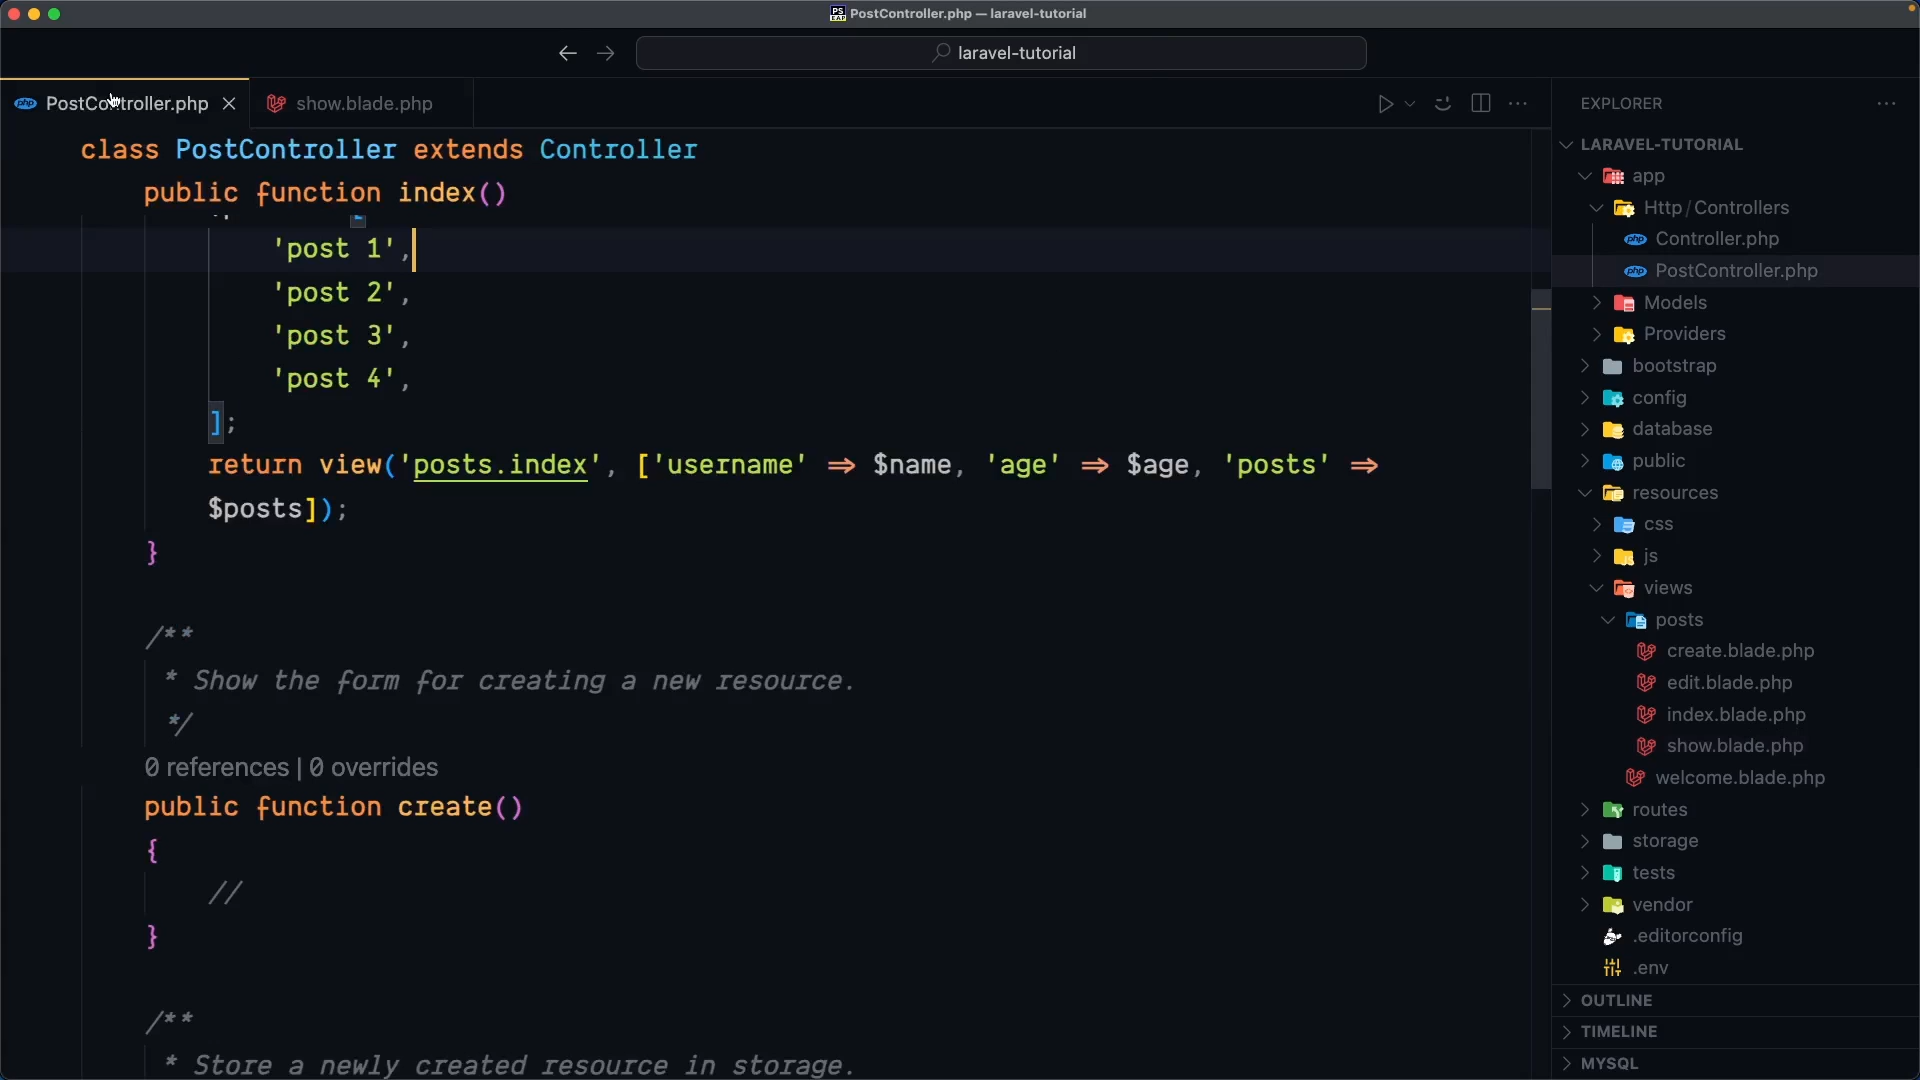 PostController.php — laravel-tutorial
laravel-tutorial
PostController.php
show.blade.php
class PostController extends Controller
public function index()
'post 1',
'post 2',
'post 3',
'post 4',
];
return view('posts.index', ['username' => $name, 'age' => $age, 'posts' =>
$posts]);
}
/**
* Show the form for creating a new resource.
*/
0 references | 0 overrides
public function create()
{
//
}
/**
* Store a newly created resource in storage.
EXPLORER
LARAVEL-TUTORIAL
app
Http / Controllers
Controller.php
PostController.php
Models
Providers
bootstrap
config
database
public
resources
css
js
views
posts
create.blade.php
edit.blade.php
index.blade.php
show.blade.php
welcome.blade.php
routes
storage
tests
vendor
.editorconfig
.env
OUTLINE
TIMELINE
MYSQL